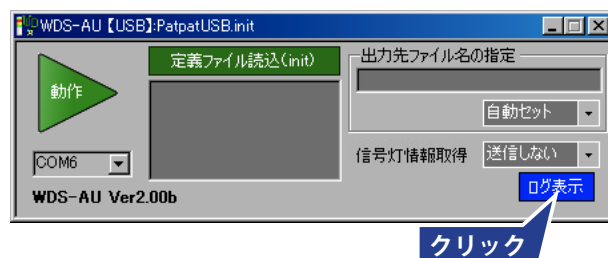 WDS-AU【USB】:PatpatUSB.init
定義ファイル読込(init)
出力先ファイル名の指定
動作
自動セット
COM6
信号灯情報取得
送信しない
WDS-AU Ver2.00b
ログ表示
クリック